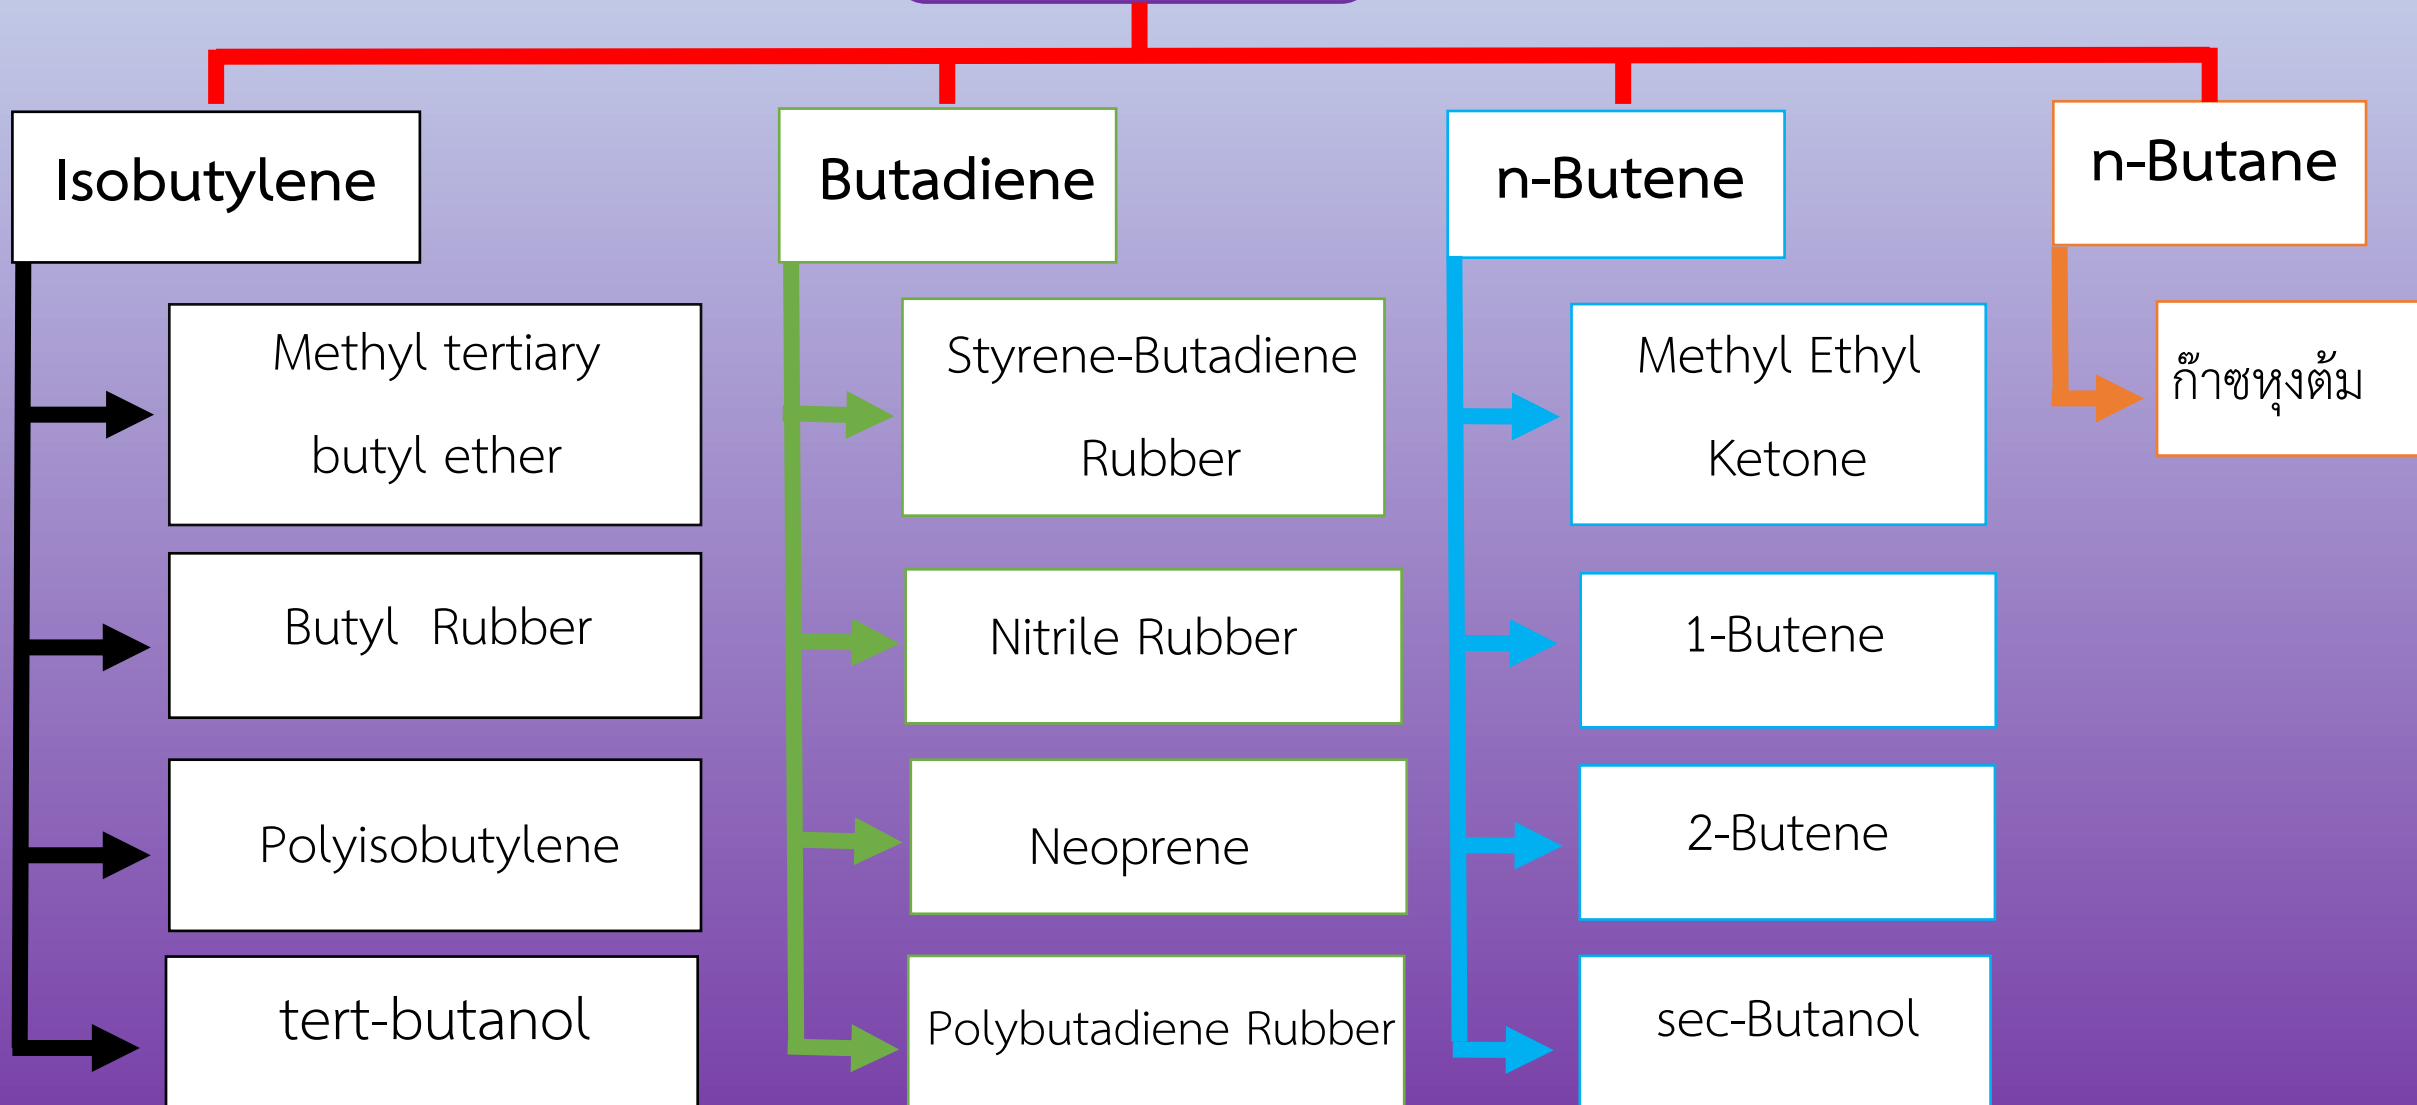 Isobutylene
Butadiene
n-Butene
n-Butane
Methyl tertiary
butyl ether
Butyl Rubber
Polyisobutylene
tert-butanol
Styrene-Butadiene
Rubber
Nitrile Rubber
Neoprene
Polybutadiene Rubber
Methyl Ethyl
Ketone
1-Butene
2-Butene
sec-Butanol
ก๊าซหุงต้ม